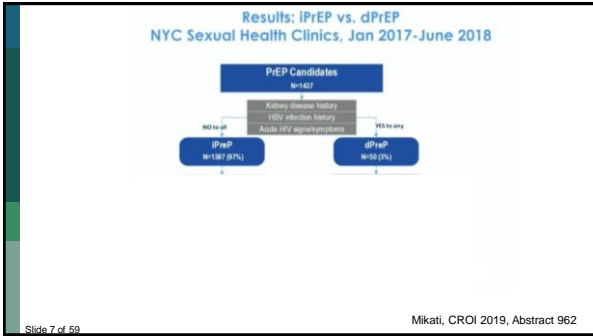 Results: iPrEP vs. dPrEP
NYC Sexual Health Clinics, Jan 2017-June 2018
PrEP Candidates
N=1437
Kidney disease history
HBV infection history
Acute HIV signs/symptoms
NO to all
YES to any
iPreP
dPreP
N=1387 (97%)
N=50 (3%)
Mikati, CROI 2019, Abstract 962
Slide 7 of 59